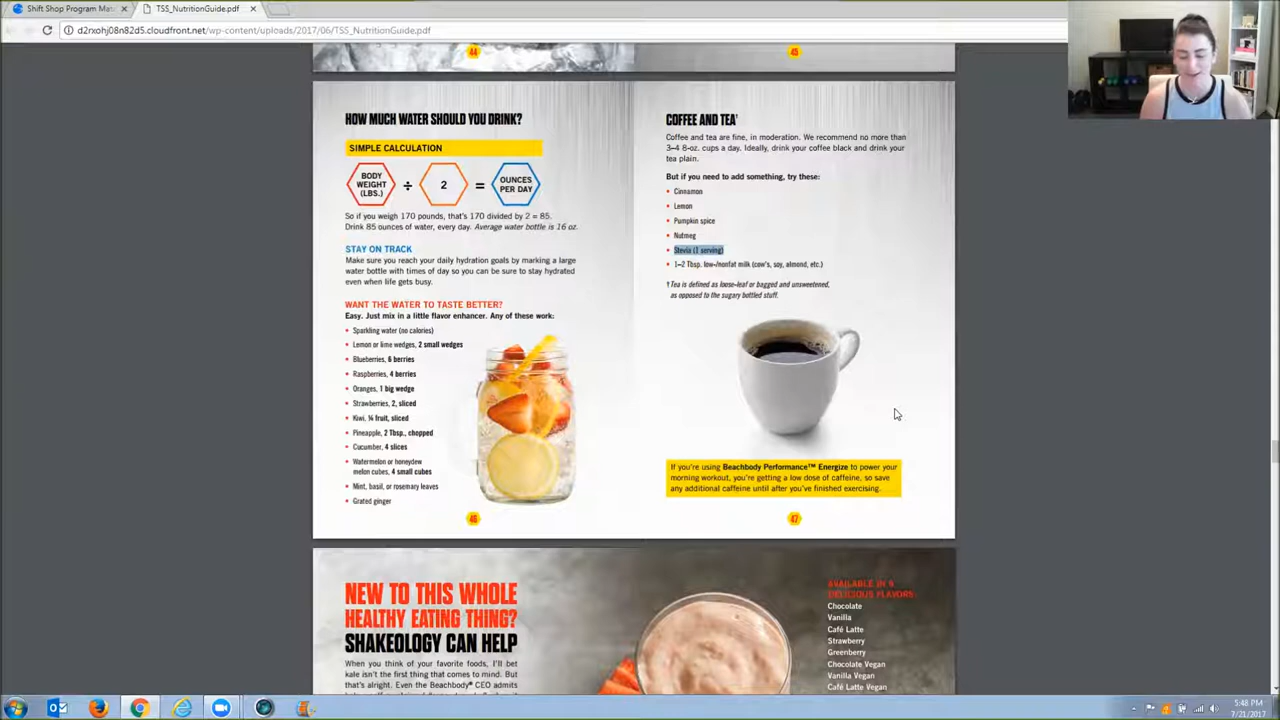 Shift Shop Program Mat
TSS_NutritionGuide.pdf
d2rxohj08n82d5.cloudfront.net/wp-content/uploads/2017/06/TSS_NutritionGuide.pdf
44
45
HOW MUCH WATER SHOULD YOU DRINK?
SIMPLE CALCULATION
BODY
WEIGHT
(LBS.)
÷
2
=
OUNCES
PER DAY
So if you weigh 170 pounds, that's 170 divided by 2 = 85.
Drink 85 ounces of water, every day. Average water bottle is 16 oz.
STAY ON TRACK
Make sure you reach your daily hydration goals by marking a large
water bottle with times of day so you can be sure to stay hydrated
even when life gets busy.
WANT THE WATER TO TASTE BETTER?
Easy. Just mix in a little flavor enhancer. Any of these work:
• Sparkling water (no calories)
• Lemon or lime wedges, 2 small wedges
• Blueberries, 6 berries
• Raspberries, 4 berries
• Oranges, 1 big wedge
• Strawberries, 2, sliced
• Kiwi, ¼ fruit, sliced
• Pineapple, 2 Tbsp., chopped
• Cucumber, 4 slices
• Watermelon or honeydew
melon cubes, 4 small cubes
• Mint, basil, or rosemary leaves
• Grated ginger
46
COFFEE AND TEA†
Coffee and tea are fine, in moderation. We recommend no more than
3–4 8-oz. cups a day. Ideally, drink your coffee black and drink your
tea plain.
But if you need to add something, try these:
• Cinnamon
• Lemon
• Pumpkin spice
• Nutmeg
• Stevia (1 serving)
• 1–2 Tbsp. low-/nonfat milk (cow's, soy, almond, etc.)
†Tea is defined as loose-leaf or bagged and unsweetened,
as opposed to the sugary bottled stuff.
If you're using Beachbody Performance™ Energize to power your
morning workout, you're getting a low dose of caffeine, so save
any additional caffeine until after you've finished exercising.
47
NEW TO THIS WHOLE
HEALTHY EATING THING?
SHAKEOLOGY CAN HELP
When you think of your favorite foods, I'll bet
kale isn't the first thing that comes to mind. But
that's alright. Even the Beachbody® CEO admits
AVAILABLE IN 9
DELICIOUS FLAVORS:
Chocolate
Vanilla
Café Latte
Strawberry
Greenberry
Chocolate Vegan
Vanilla Vegan
Café Latte Vegan
5:48 PM
7/21/2017